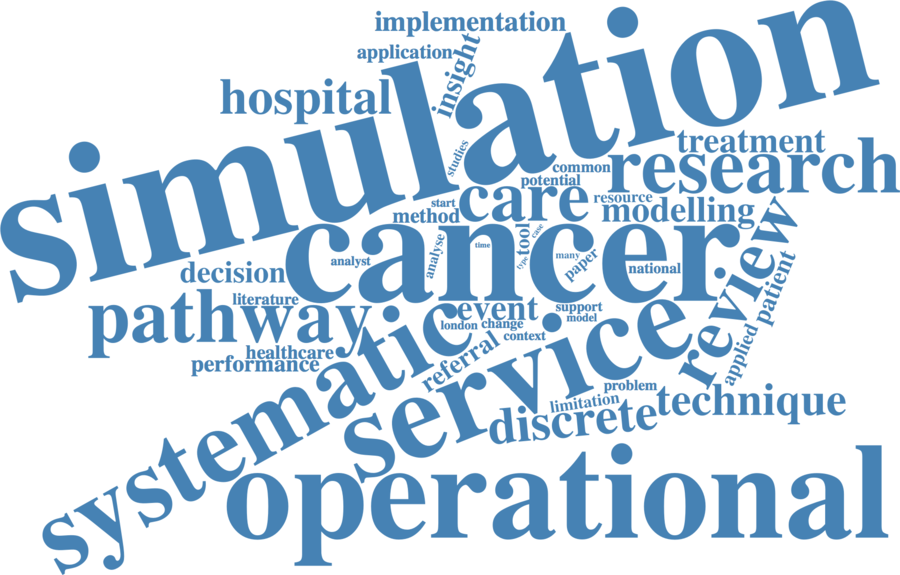 implementation
application
insight
hospital
simulation
studies
treatment
common
research
potential
care
resource
start
method
modelling
cancer
tool
case
review
analyse
time
many
type
paper
analyst
national
decision
patient
literature
pathway
event
support
london
change
model
context
service
systematic
healthcare
performance
referral
applied
problem
limitation
technique
discrete
operational